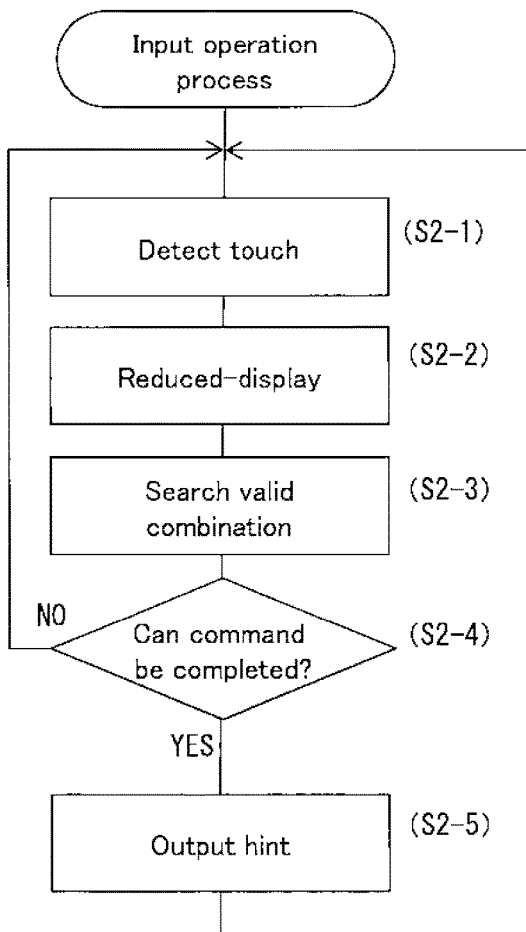 Input operation
process
Detect touch
(S2-1)
Reduced-display
(S2-2)
Search valid
combination
(S2-3)
NO
Can command
be completed?
(S2-4)
YES
Output hint
(S2-5)